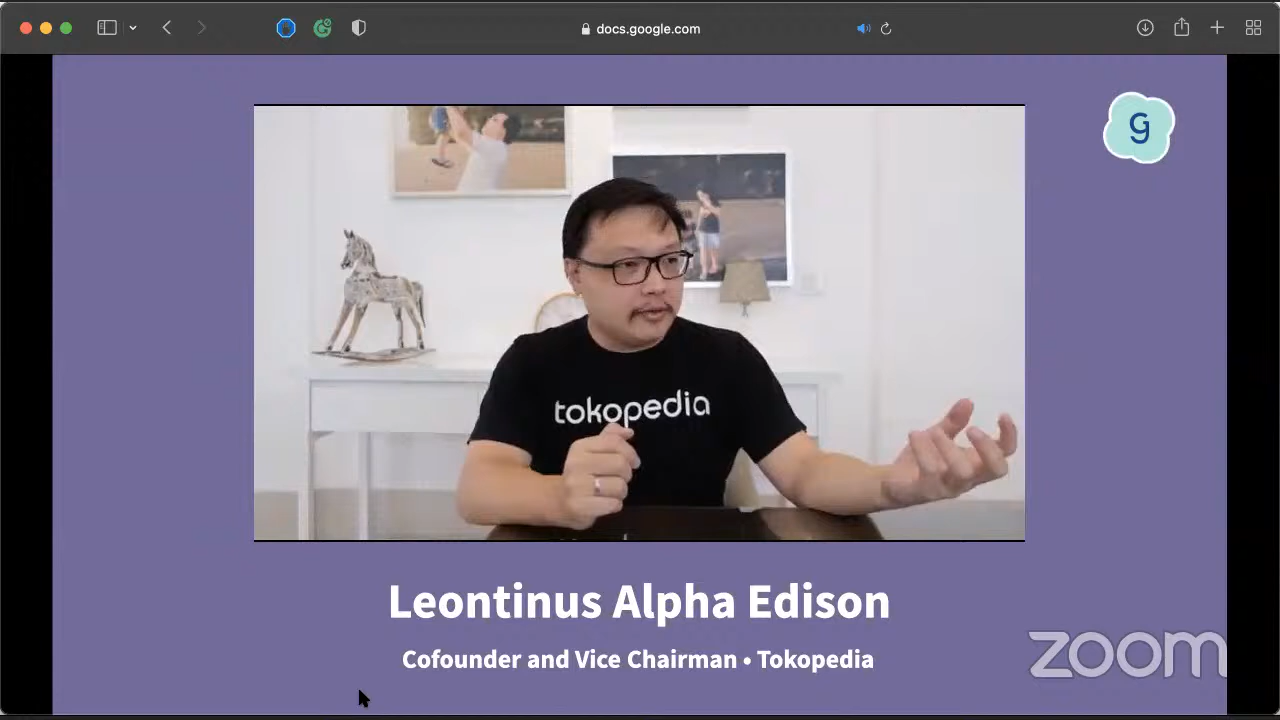 docs.google.com
g
tokopedia
Leontinus Alpha Edison
Cofounder and Vice Chairman • Tokopedia
zoom